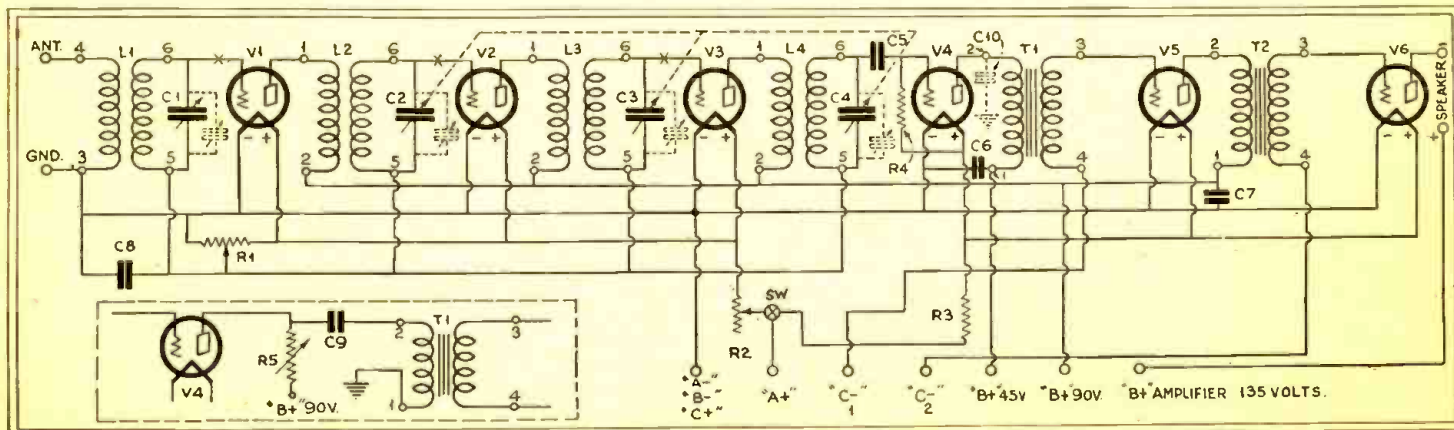 ANT. 4 L1 6 V1 1 L2 6 V2 1 L3 6 V3 1 L4 6 C5 V4 2 C10 T1 3 V5 2 T2 3 V6 1
C1 C2 C3 C4
SPEAKER
- + - + - + - + - + - + +
GND. 3 5 2 5 2 5 2 5 R4 C6 1 4 1 4
C7
C8 R1
V4 R5 C9 2 T1 3
"B+" 90V. 1 4
R2 SW R3
"A-"
"B-"
"C+"
"A+"
"C-"
1
"C-"
2
"B+" 45V
"B+" 90V.
"B+" AMPLIFIER 135 VOLTS.